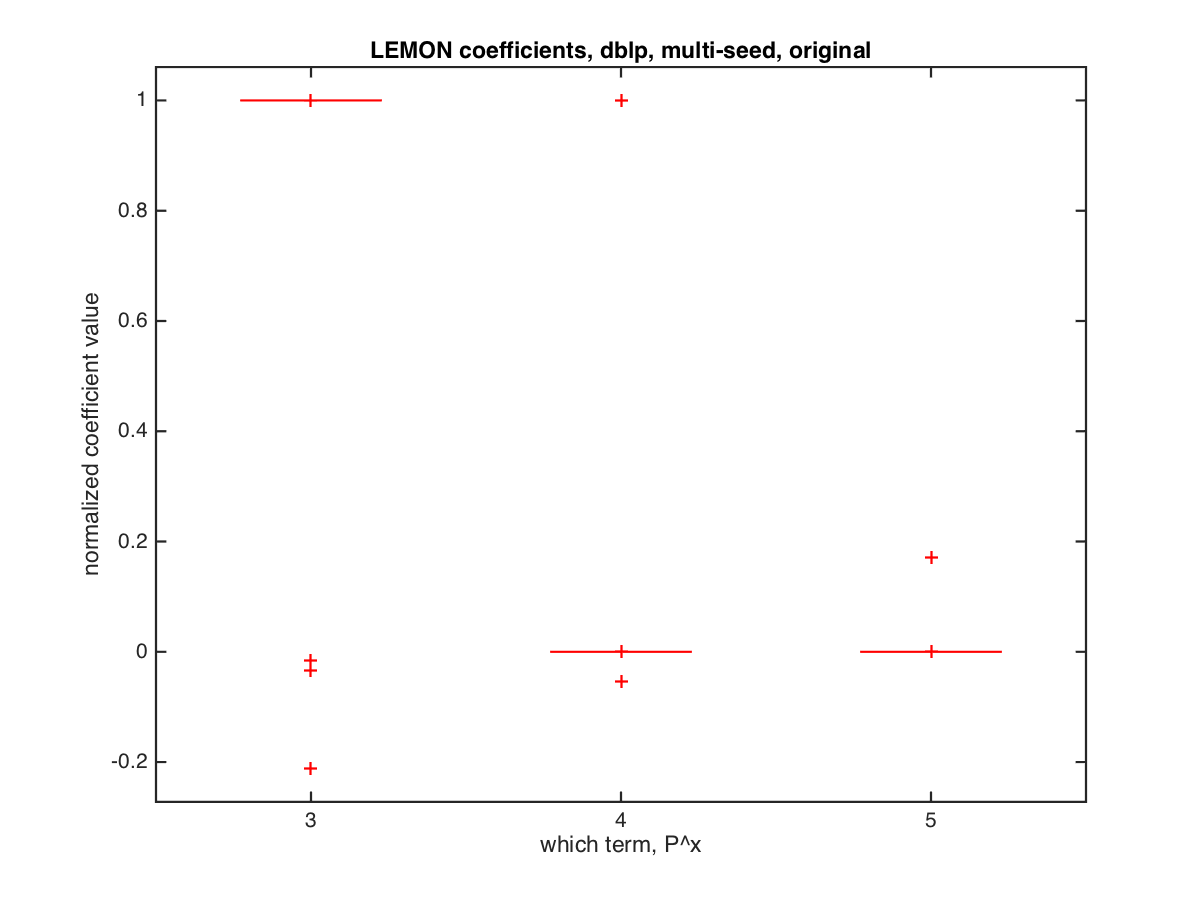 LEMON coefficients, dblp, multi-seed, original
normalized coefficient value
1
0.8
0.6
0.4
0.2
0
-0.2
3 4 5
which term, P^x